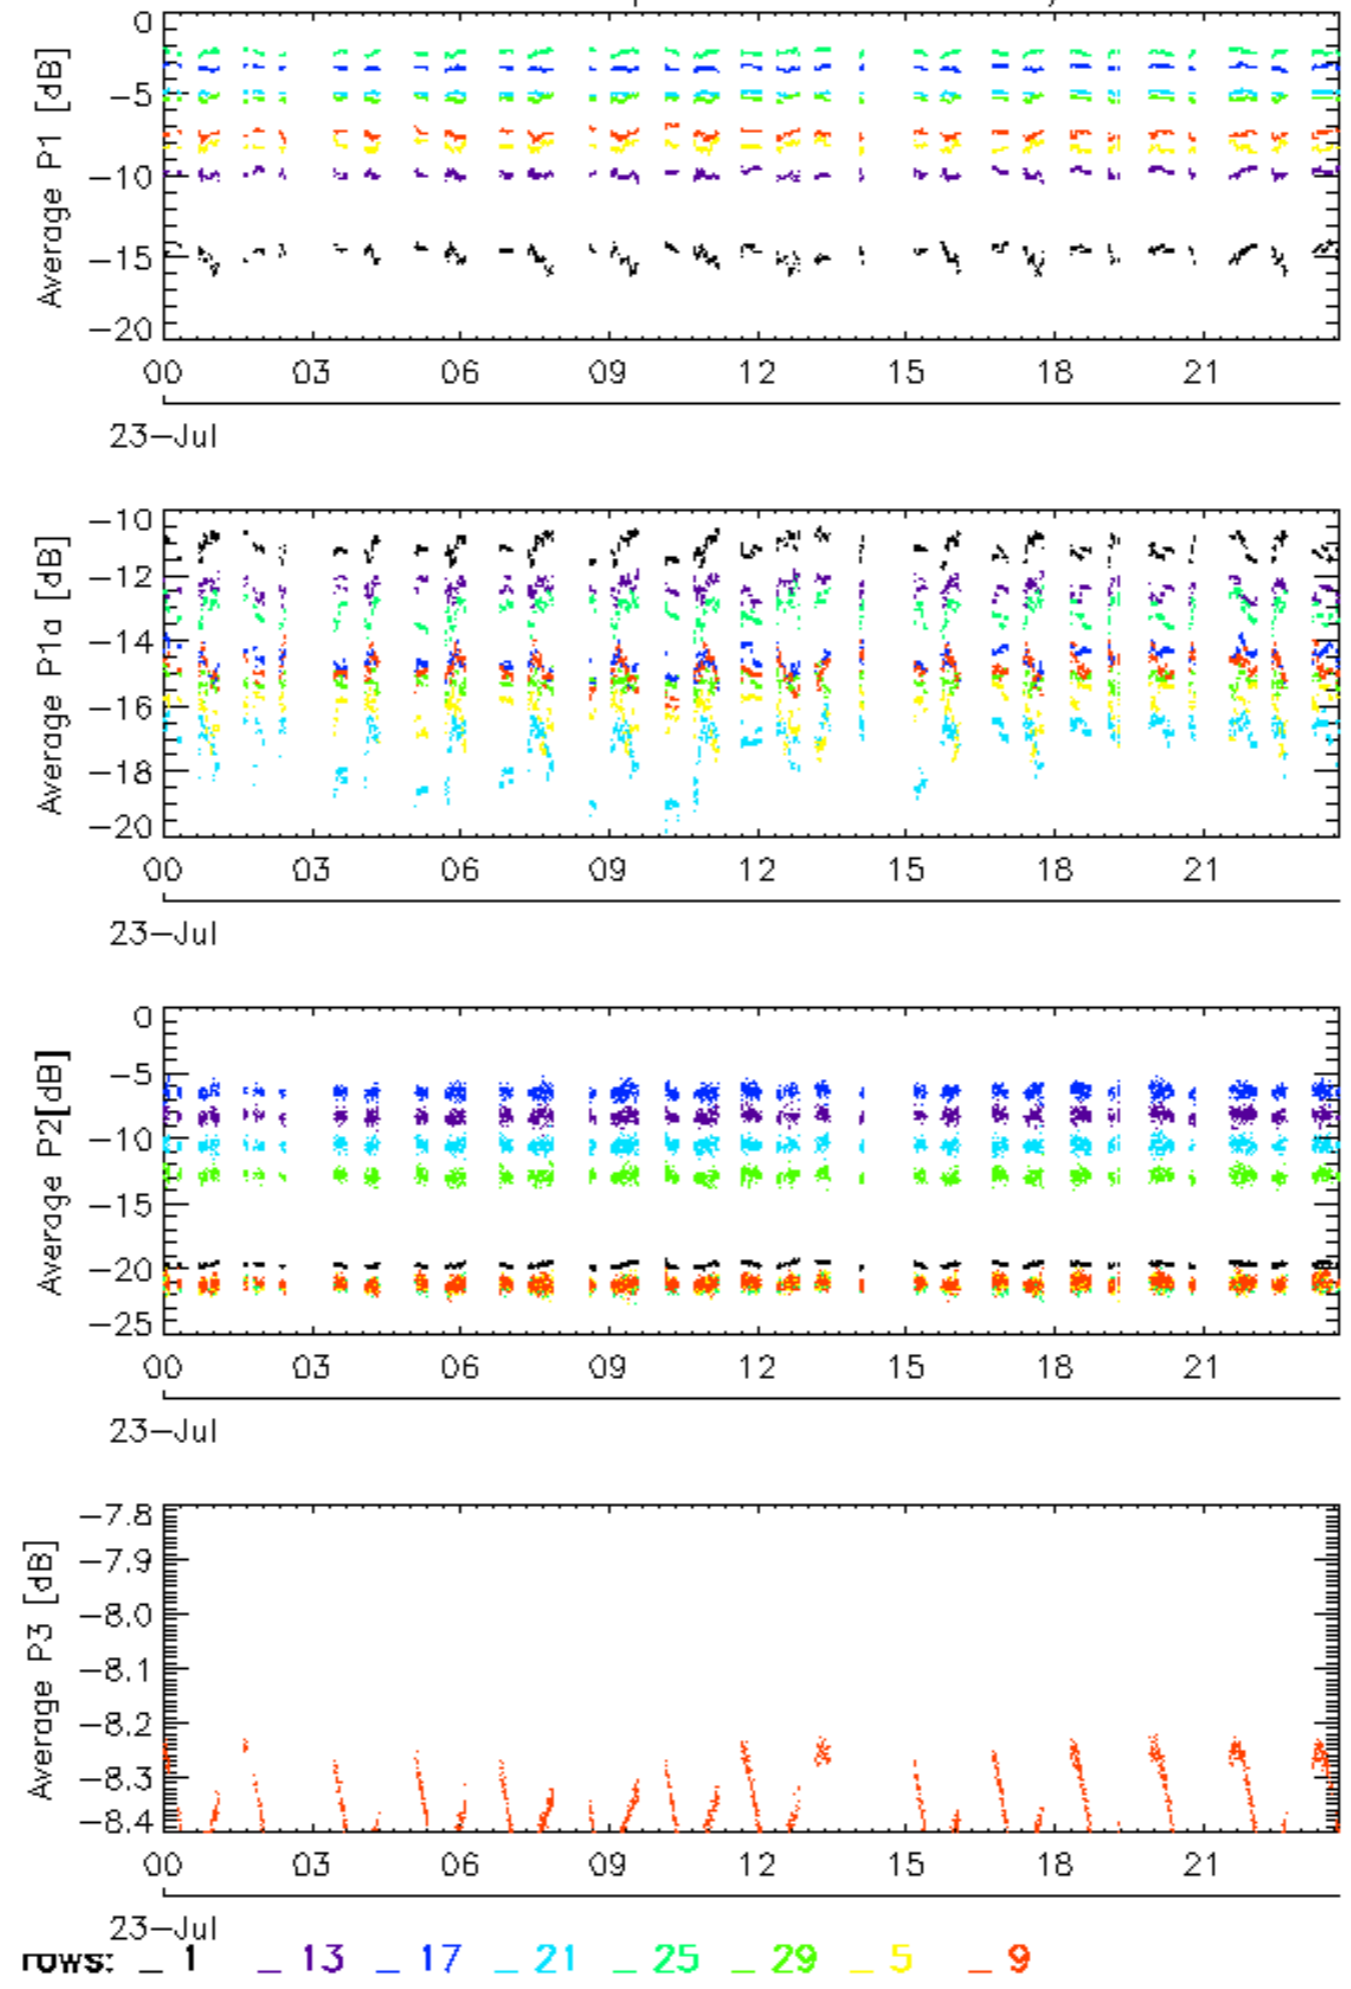 0
−5
−10
−15
−20
Average P1 [dB]
00 03 06 09 12 15 18 21
23−Jul
−10
−12
−14
−16
−18
−20
Average P1a [dB]
00 03 06 09 12 15 18 21
23−Jul
0
−5
−10
−15
−20
−25
Average P2[dB]
00 03 06 09 12 15 18 21
23−Jul
−7.8
−7.9
−8.0
−8.1
−8.2
−8.3
−8.4
Average P3 [dB]
00 03 06 09 12 15 18 21
23−Jul
rows: _ 1 _ 13 _ 17 _ 21 _ 25 _ 29 _ 5 _ 9